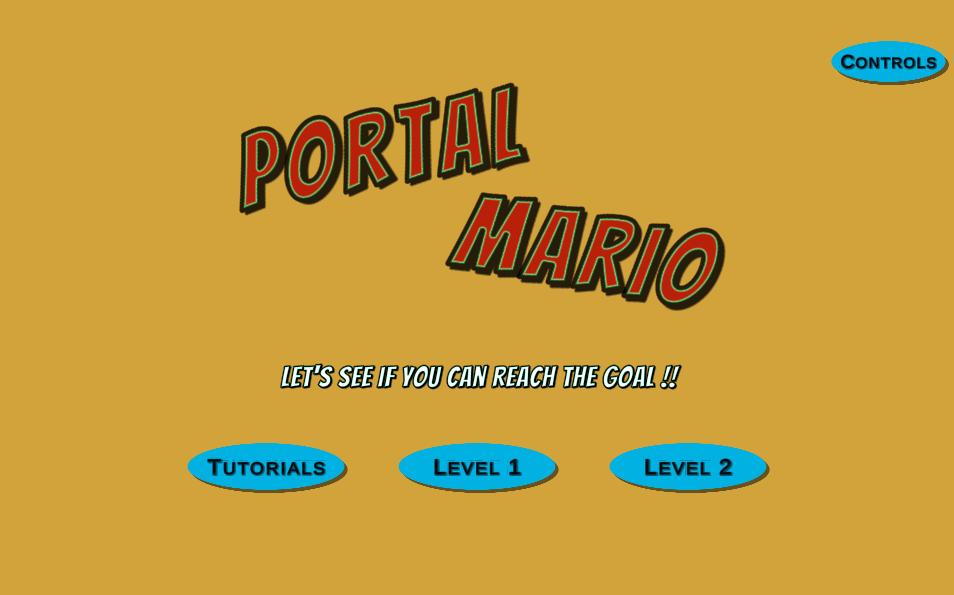 Controls
PORTAL
MARIO
LET'S SEE IF YOU CAN REACH THE GOAL !!
Tutorials
Level 1
Level 2